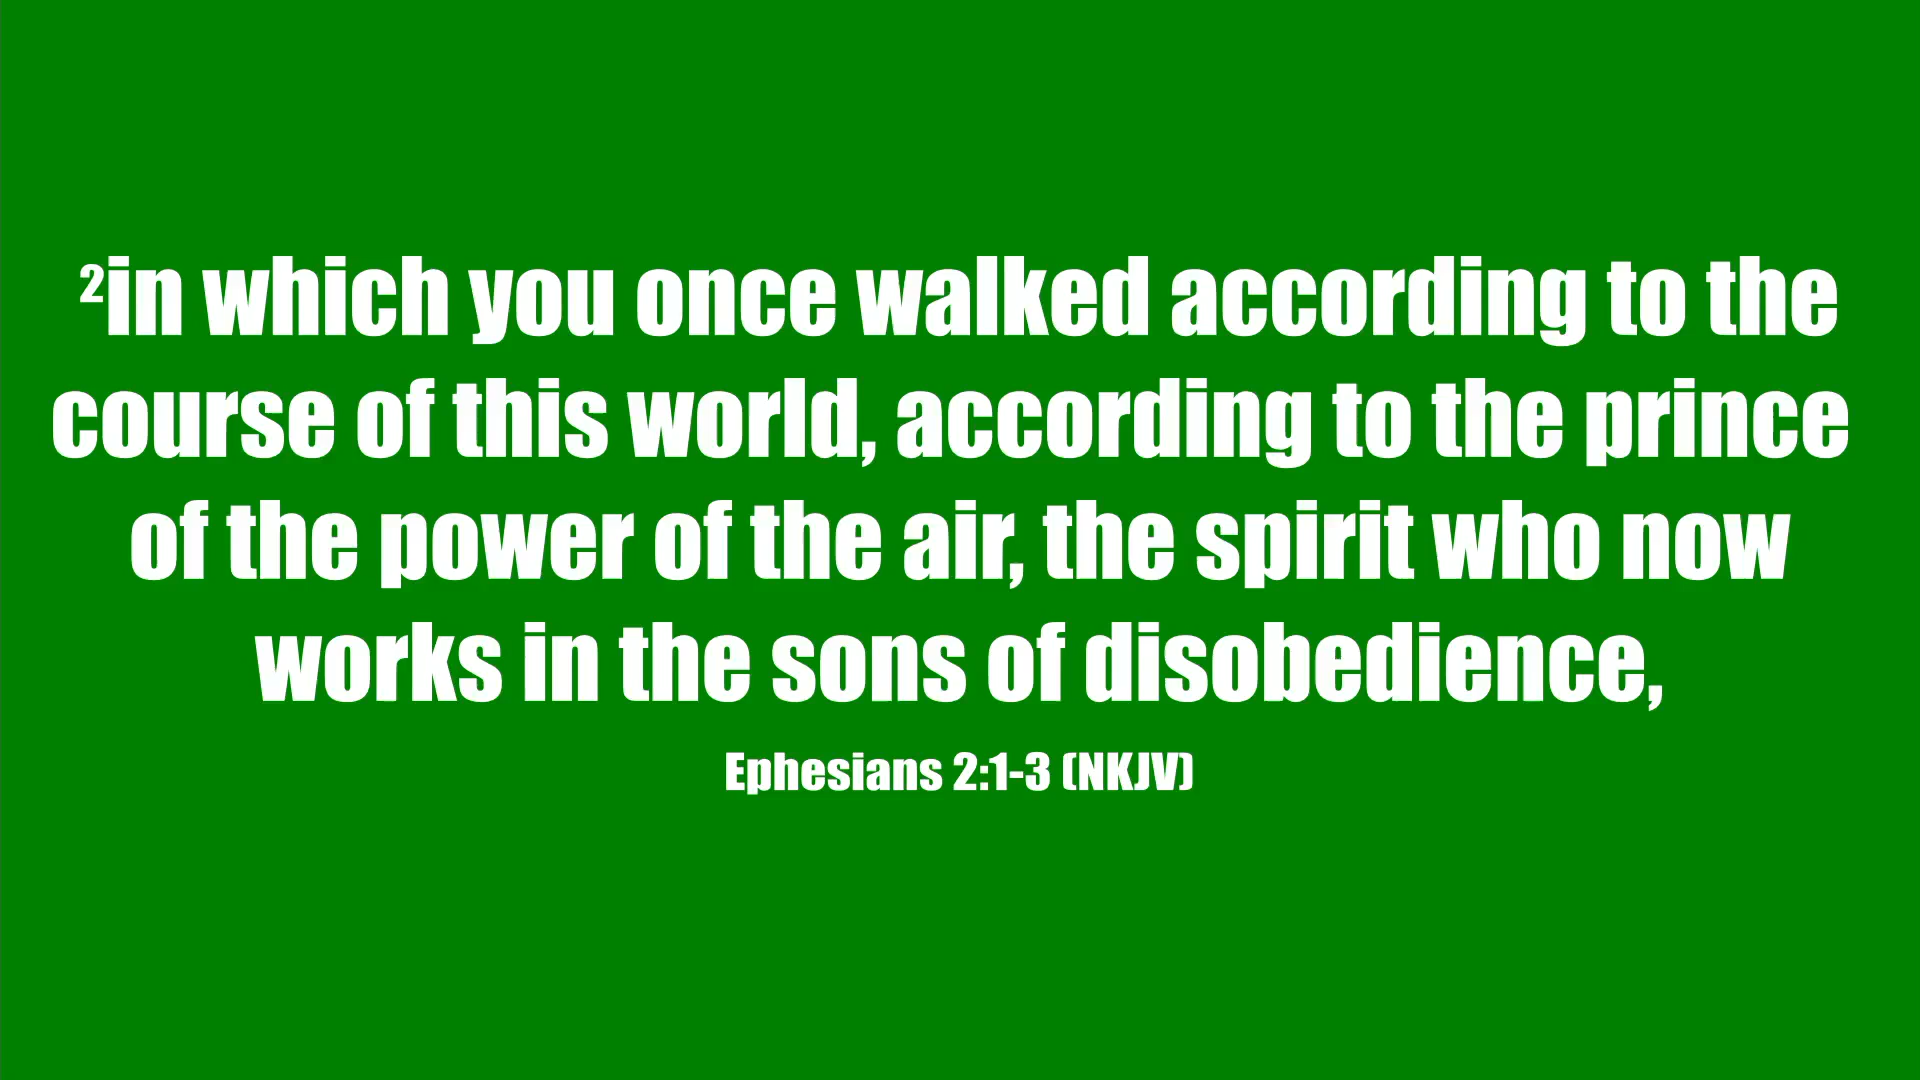 ²in which you once walked according to the
course of this world, according to the prince
of the power of the air, the spirit who now
works in the sons of disobedience,
Ephesians 2:1-3 (NKJV)